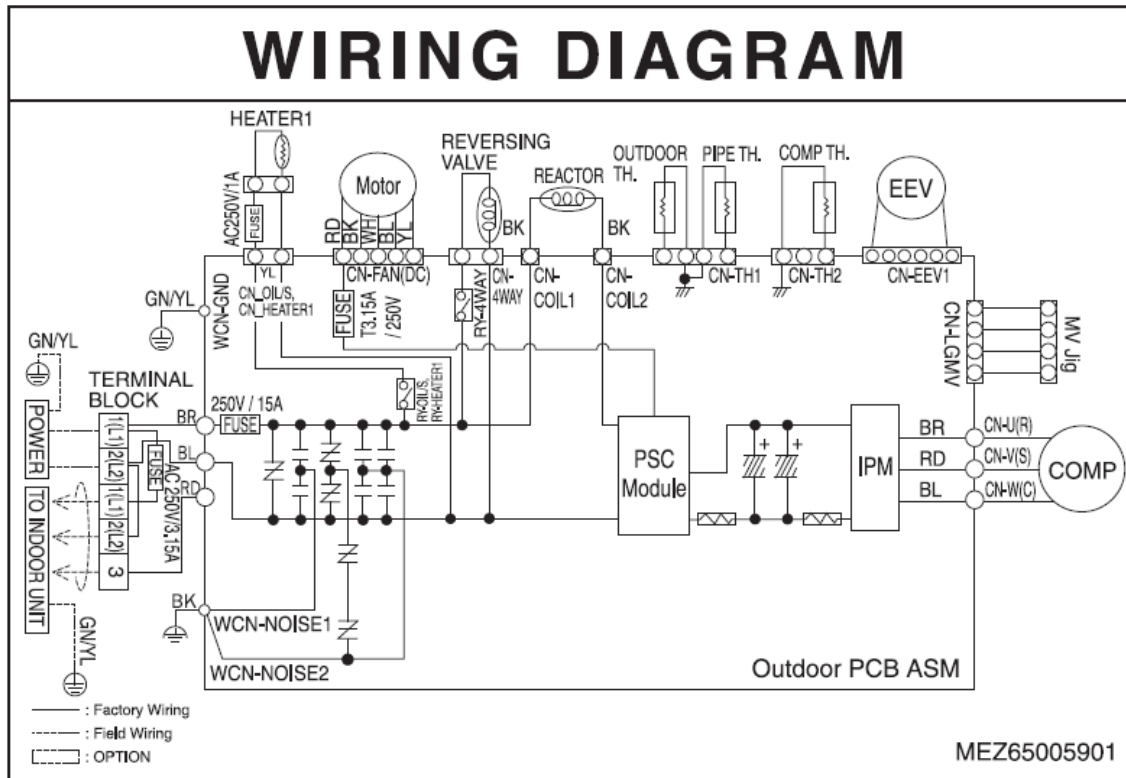 WIRING DIAGRAM
HEATER1
AC250V/1A
FUSE
YL
CN_OIL/S,
CN_HEATER1
Motor
RD
BK
WH
BL
YL
CN-FAN(DC)
FUSE
T3.15A
/ 250V
REVERSING
VALVE
CN-
4WAY
RY-4WAY
REACTOR
BK
BK
CN-
COIL1
CN-
COIL2
OUTDOOR
TH.
PIPE TH.
CN-TH1
COMP TH.
CN-TH2
EEV
CN-EEV1
GN/YL
WCN-GND
GN/YL
TERMINAL
BLOCK
POWER
TO INDOOR UNIT
1(L1)
2(L2)
1(L1)
2(L2)
3
FUSE
AC 250V/3.15A
BR
BL
RD
250V / 15A
FUSE
RY-OIL/S,
RY-HEATER1
PSC
Module
+
+
IPM
BR
RD
BL
CN-U(R)
CN-V(S)
CN-W(C)
COMP
CN-LGMV
MV Jig
BK
WCN-NOISE1
WCN-NOISE2
GN/YL
Outdoor PCB ASM
: Factory Wiring
: Field Wiring
: OPTION
MEZ65005901